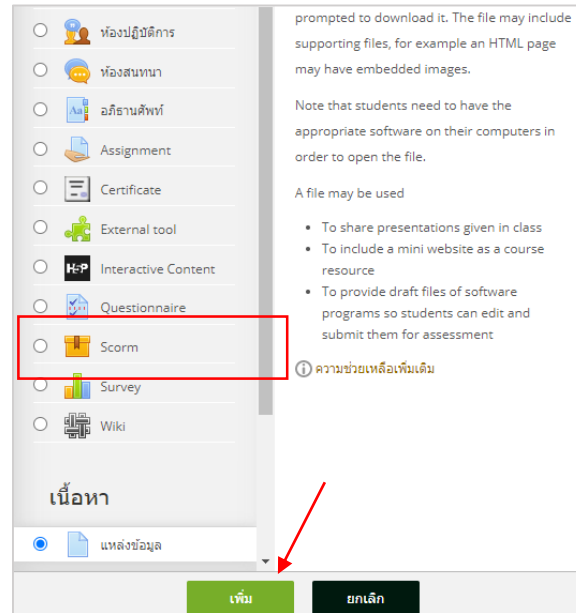 ห้องปฏิบัติการ
ห้องสนทนา
Aa
อภิธานศัพท์
Assignment
Certificate
External tool
H5P
Interactive Content
Questionnaire
Scorm
Survey
Wiki
เนื้อหา
แหล่งข้อมูล
prompted to download it. The file may include
supporting files, for example an HTML page
may have embedded images.
Note that students need to have the
appropriate software on their computers in
order to open the file.
A file may be used
• To share presentations given in class
• To include a mini website as a course
resource
• To provide draft files of software
programs so students can edit and
submit them for assessment
ความช่วยเหลือเพิ่มเติม
เพิ่ม
ยกเลิก